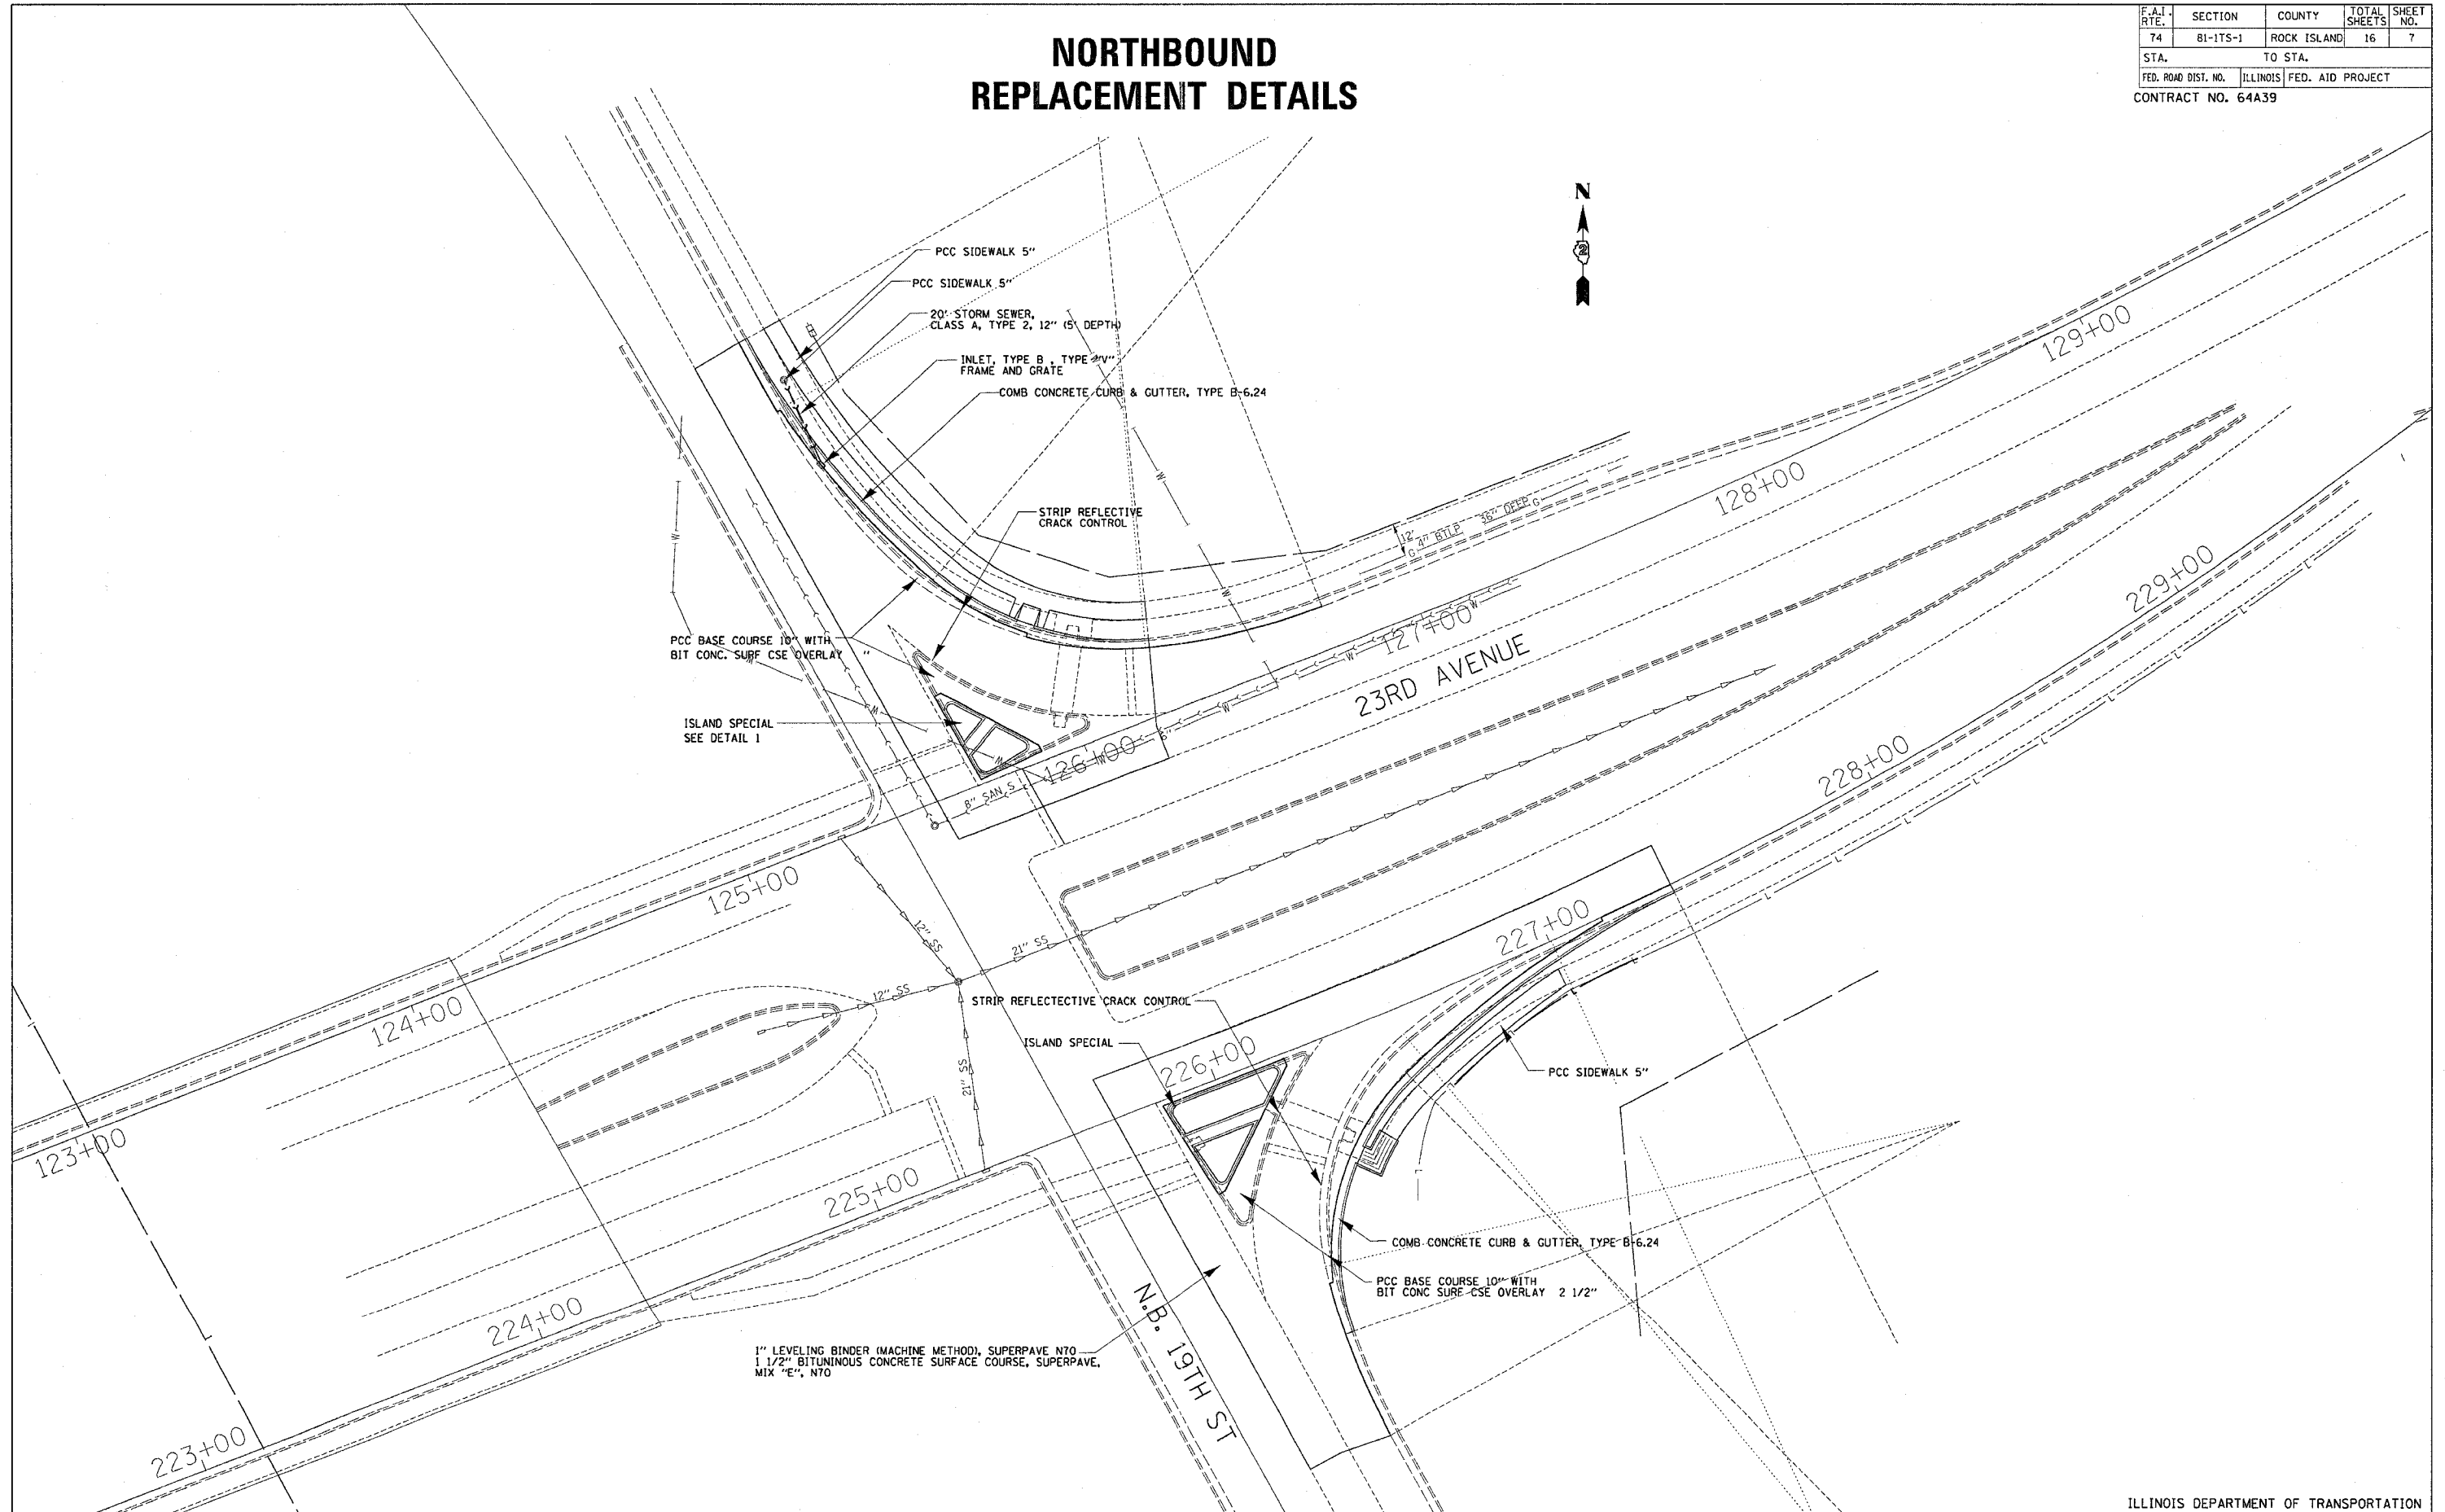 NORTHBOUND
REPLACEMENT DETAILS
F.A.I. RTE. SECTION COUNTY TOTAL SHEETS SHEET NO.
74 81-1TS-1 ROCK ISLAND 16 7
STA. TO STA.
FED. ROAD DIST. NO. ILLINOIS FED. AID PROJECT
CONTRACT NO. 64A39
N
2
PCC SIDEWALK 5"
PCC SIDEWALK 5"
20' STORM SEWER,
CLASS A, TYPE 2, 12" (5' DEPTH)
INLET, TYPE B , TYPE "V"
FRAME AND GRATE
COMB CONCRETE CURB & GUTTER, TYPE B-6.24
STRIP REFLECTIVE
CRACK CONTROL
12'
G 4" BTLP 36" DEEP G
129+00
128+00
127+00
126+00
23RD AVENUE
229+00
228+00
227+00
226+00
PCC BASE COURSE 10" WITH
BIT CONC. SURF CSE OVERLAY "
ISLAND SPECIAL
SEE DETAIL 1
8" SAN S
125+00
124+00
123+00
12" SS
21" SS
12" SS
21" SS
STRIP REFLECTECTIVE CRACK CONTROL
ISLAND SPECIAL
PCC SIDEWALK 5"
225+00
224+00
223+00
COMB CONCRETE CURB & GUTTER, TYPE B-6.24
PCC BASE COURSE 10" WITH
BIT CONC SURF CSE OVERLAY 2 1/2"
N.B. 19TH ST
1" LEVELING BINDER (MACHINE METHOD), SUPERPAVE N70
1 1/2" BITUNINOUS CONCRETE SURFACE COURSE, SUPERPAVE,
MIX "E", N70
ILLINOIS DEPARTMENT OF TRANSPORTATION